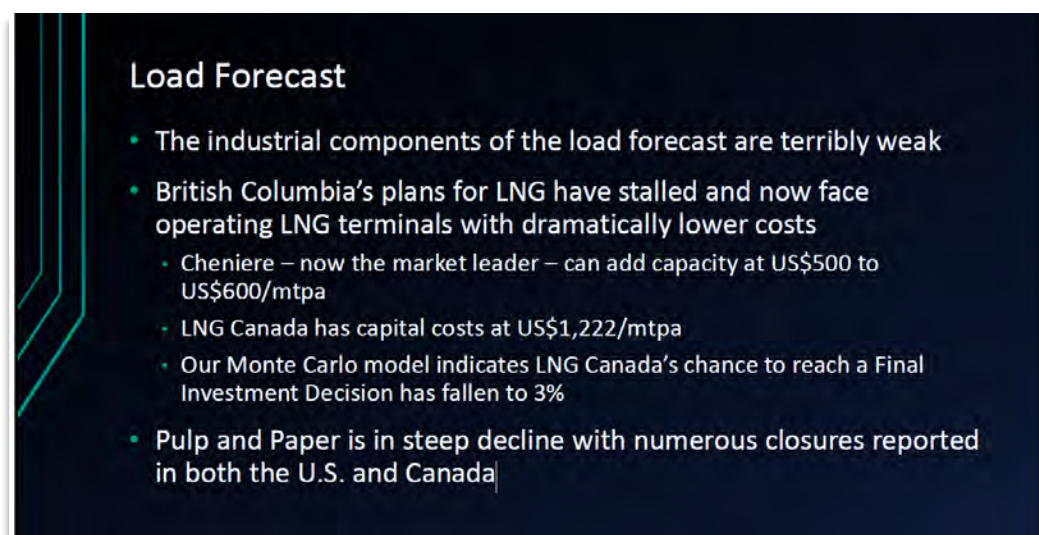 Load Forecast
• The industrial components of the load forecast are terribly weak
• British Columbia's plans for LNG have stalled and now face
operating LNG terminals with dramatically lower costs
• Cheniere – now the market leader – can add capacity at US$500 to
US$600/mtpa
• LNG Canada has capital costs at US$1,222/mtpa
• Our Monte Carlo model indicates LNG Canada's chance to reach a Final
Investment Decision has fallen to 3%
• Pulp and Paper is in steep decline with numerous closures reported
in both the U.S. and Canada